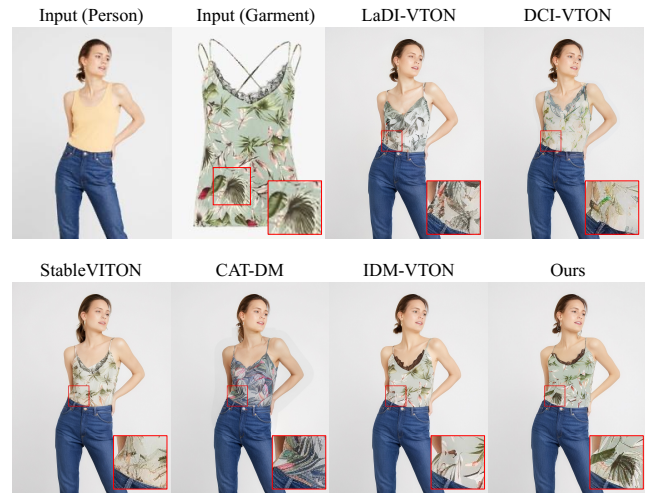 Input (Person) Input (Garment) LaDI-VTON DCI-VTON
StableVITON CAT-DM IDM-VTON Ours